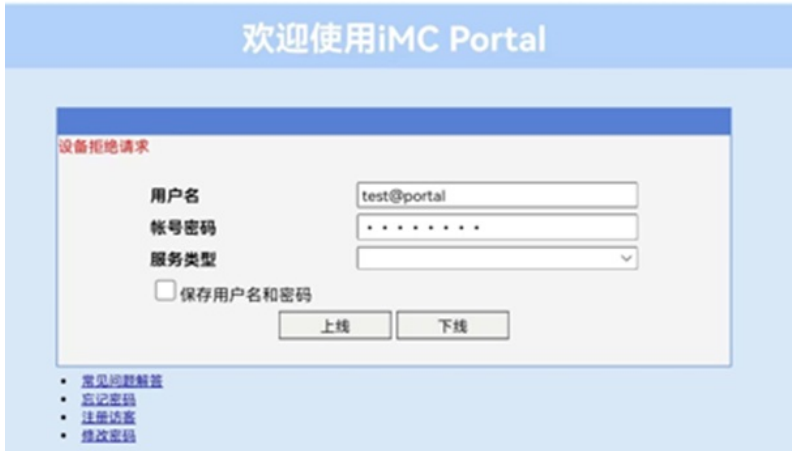 欢迎使用iMC Portal
设备拒绝请求
用户名 test@portal
帐号密码 ········
服务类型
保存用户名和密码
上线 下线
常见问题解答
忘记密码
注册访客
修改密码